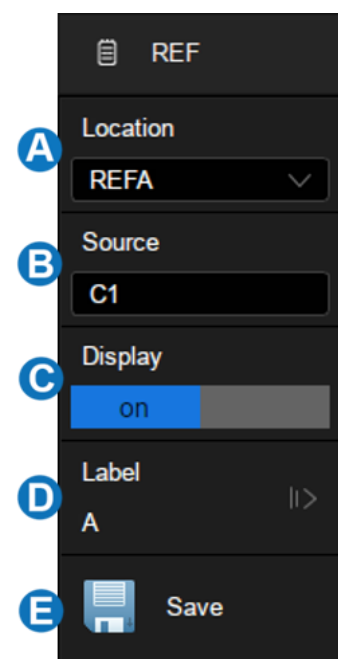 REF
A
Location
REFA
B
Source
C1
C
Display
on
D
Label
A
E
Save